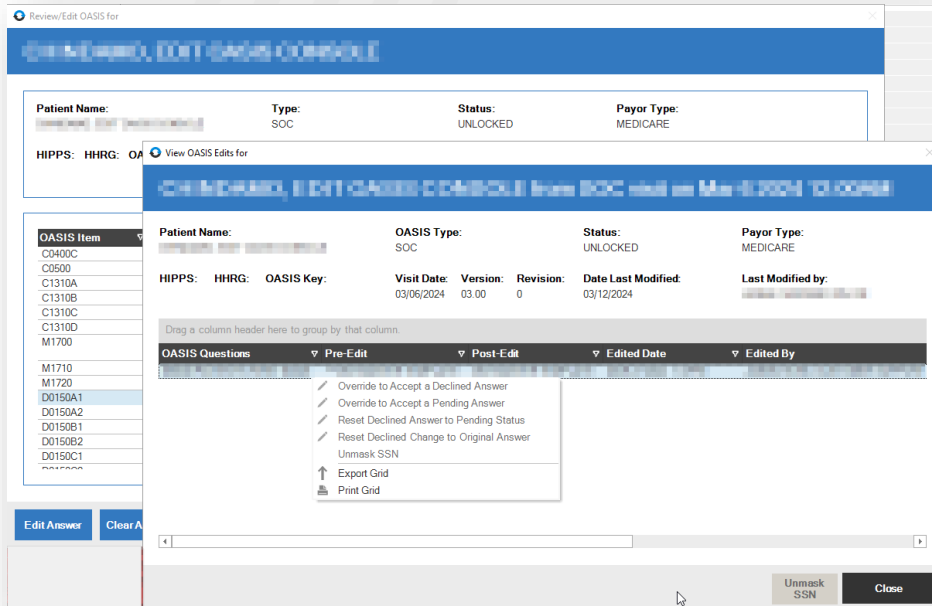 Review/Edit OASIS for
Patient Name:
Type:
Status:
Payor Type:
SOC
UNLOCKED
MEDICARE
HIPPS: HHRG:
View OASIS Edits for
Patient Name:
OASIS Type:
Status:
Payor Type:
SOC
UNLOCKED
MEDICARE
HIPPS: HHRG: OASIS Key:
Visit Date: Version: Revision:
Date Last Modified:
Last Modified by:
03/06/2024 03.00 0
03/12/2024
Drag a column header here to group by that column.
OASIS Questions Pre-Edit Post-Edit Edited Date Edited By
Override to Accept a Declined Answer
Override to Accept a Pending Answer
Reset Declined Answer to Pending Status
Reset Declined Change to Original Answer
Unmask SSN
Export Grid
Print Grid
OASIS Item
C0400C
C0500
C1310A
C1310B
C1310C
C1310D
M1700
M1710
M1720
D0150A1
D0150A2
D0150B1
D0150B2
D0150C1
Edit Answer
Clear A
Unmask
SSN
Close